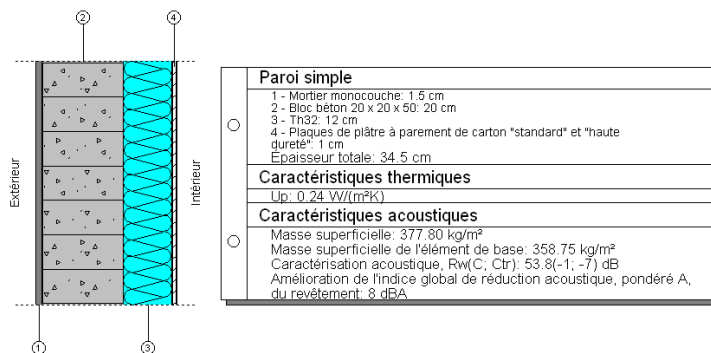 2
4
Extérieur
Intérieur
1
3
Paroi simple
1 - Mortier monocouche: 1.5 cm
2 - Bloc béton 20 x 20 x 50: 20 cm
3 - Th32: 12 cm
4 - Plaques de plâtre à parement de carton "standard" et "haute
dureté": 1 cm
Épaisseur totale: 34.5 cm
Caractéristiques thermiques
Up: 0.24 W/(m²K)
Caractéristiques acoustiques
Masse superficielle: 377.80 kg/m²
Masse superficielle de l'élément de base: 358.75 kg/m²
Caractérisation acoustique, Rw(C; Ctr): 53.8(-1; -7) dB
Amélioration de l'indice global de réduction acoustique, pondéré A,
du revêtement: 8 dBA